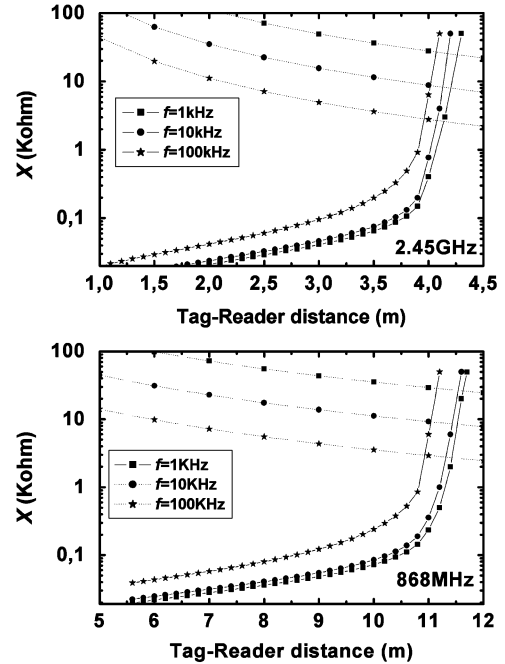 100
10
1
0,1
X (Kohm)
f=1kHz
f=10kHz
f=100kHz
2.45GHz
1,0 1,5 2,0 2,5 3,0 3,5 4,0 4,5
Tag-Reader distance (m)
100
10
1
0,1
X (Kohm)
f=1KHz
f=10KHz
f=100KHz
868MHz
5 6 7 8 9 10 11 12
Tag-Reader distance (m)